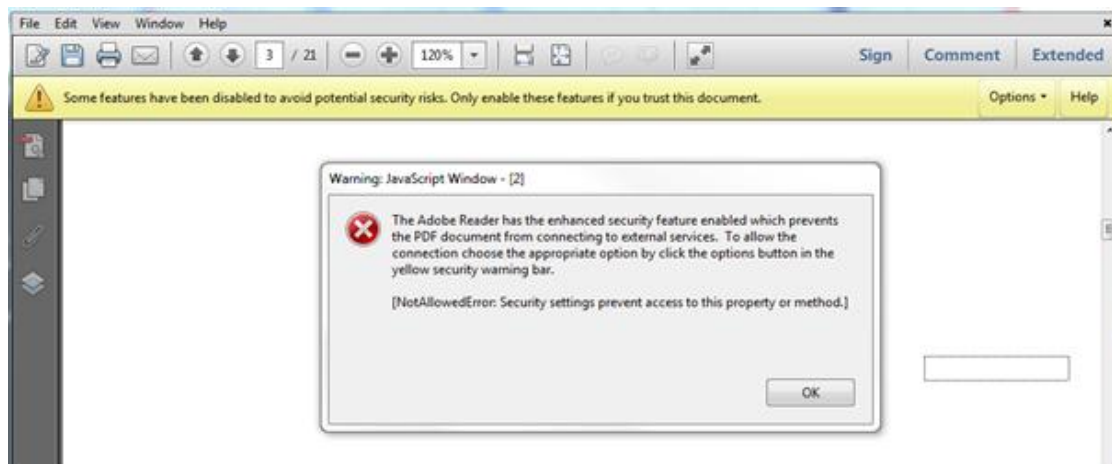 File Edit View Window Help
3 / 21 120% Sign Comment Extended
Some features have been disabled to avoid potential security risks. Only enable these features if you trust this document. Options Help
Warning: JavaScript Window - [2]
The Adobe Reader has the enhanced security feature enabled which prevents
the PDF document from connecting to external services. To allow the
connection choose the appropriate option by click the options button in the
yellow security warning bar.
[NotAllowedError: Security settings prevent access to this property or method.]
OK